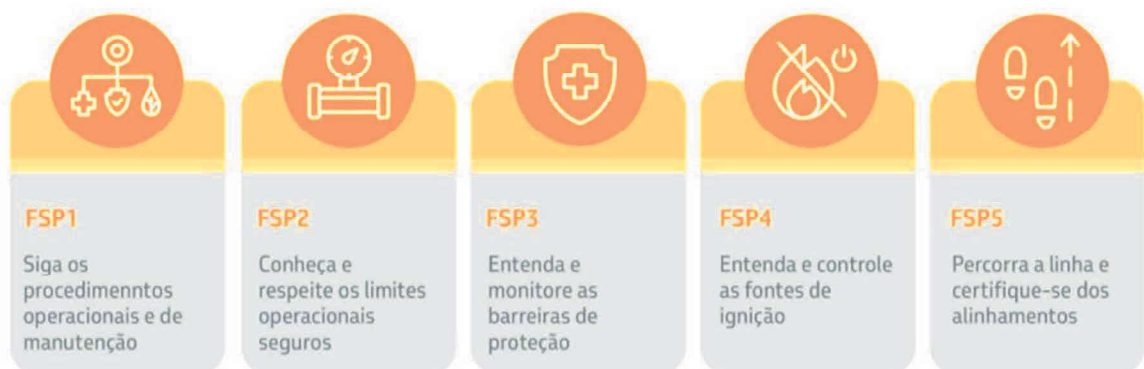 FSP1
Siga os
procedimenntos
operacionais e de
manutenção
FSP2
Conheça e
respeite os limites
operacionais
seguros
FSP3
Entenda e
monitore as
barreiras de
proteção
FSP4
Entenda e controle
as fontes de
ignição
FSP5
Percorra a linha e
certifique-se dos
alinhamentos